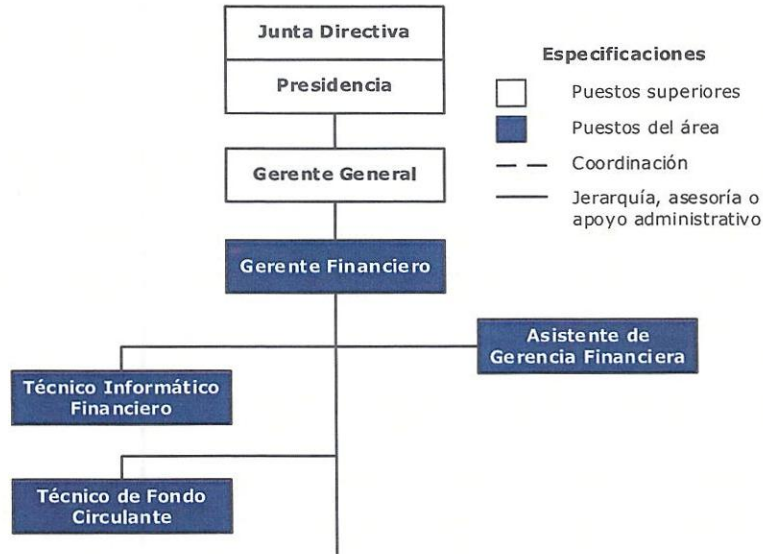 Junta Directiva
Presidencia
Gerente General
Gerente Financiero
Asistente de
Gerencia Financiera
Técnico Informático
Financiero
Técnico de Fondo
Circulante
Especificaciones
Puestos superiores
Puestos del área
Coordinación
Jerarquía, asesoría o
apoyo administrativo